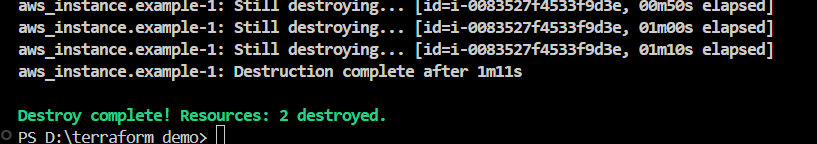 aws_instance.example-1: Still destroying... [id=i-0083527f4533f9d3e, 00m50s elapsed]
aws_instance.example-1: Still destroying... [id=i-0083527f4533f9d3e, 01m00s elapsed]
aws_instance.example-1: Still destroying... [id=i-0083527f4533f9d3e, 01m10s elapsed]
aws_instance.example-1: Destruction complete after 1m11s
Destroy complete! Resources: 2 destroyed.
PS D:\terraform demo>